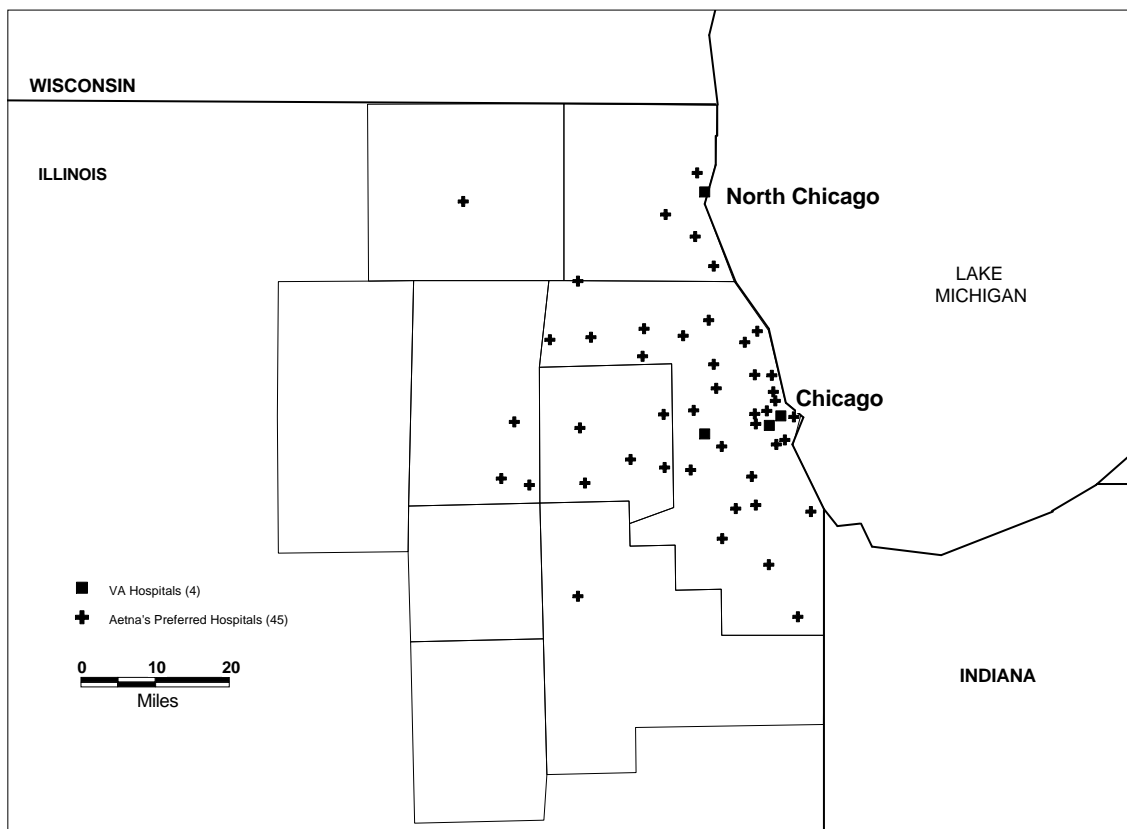 WISCONSIN
ILLINOIS
North Chicago
LAKE
MICHIGAN
Chicago
VA Hospitals (4)
Aetna's Preferred Hospitals (45)
0 10 20
Miles
INDIANA